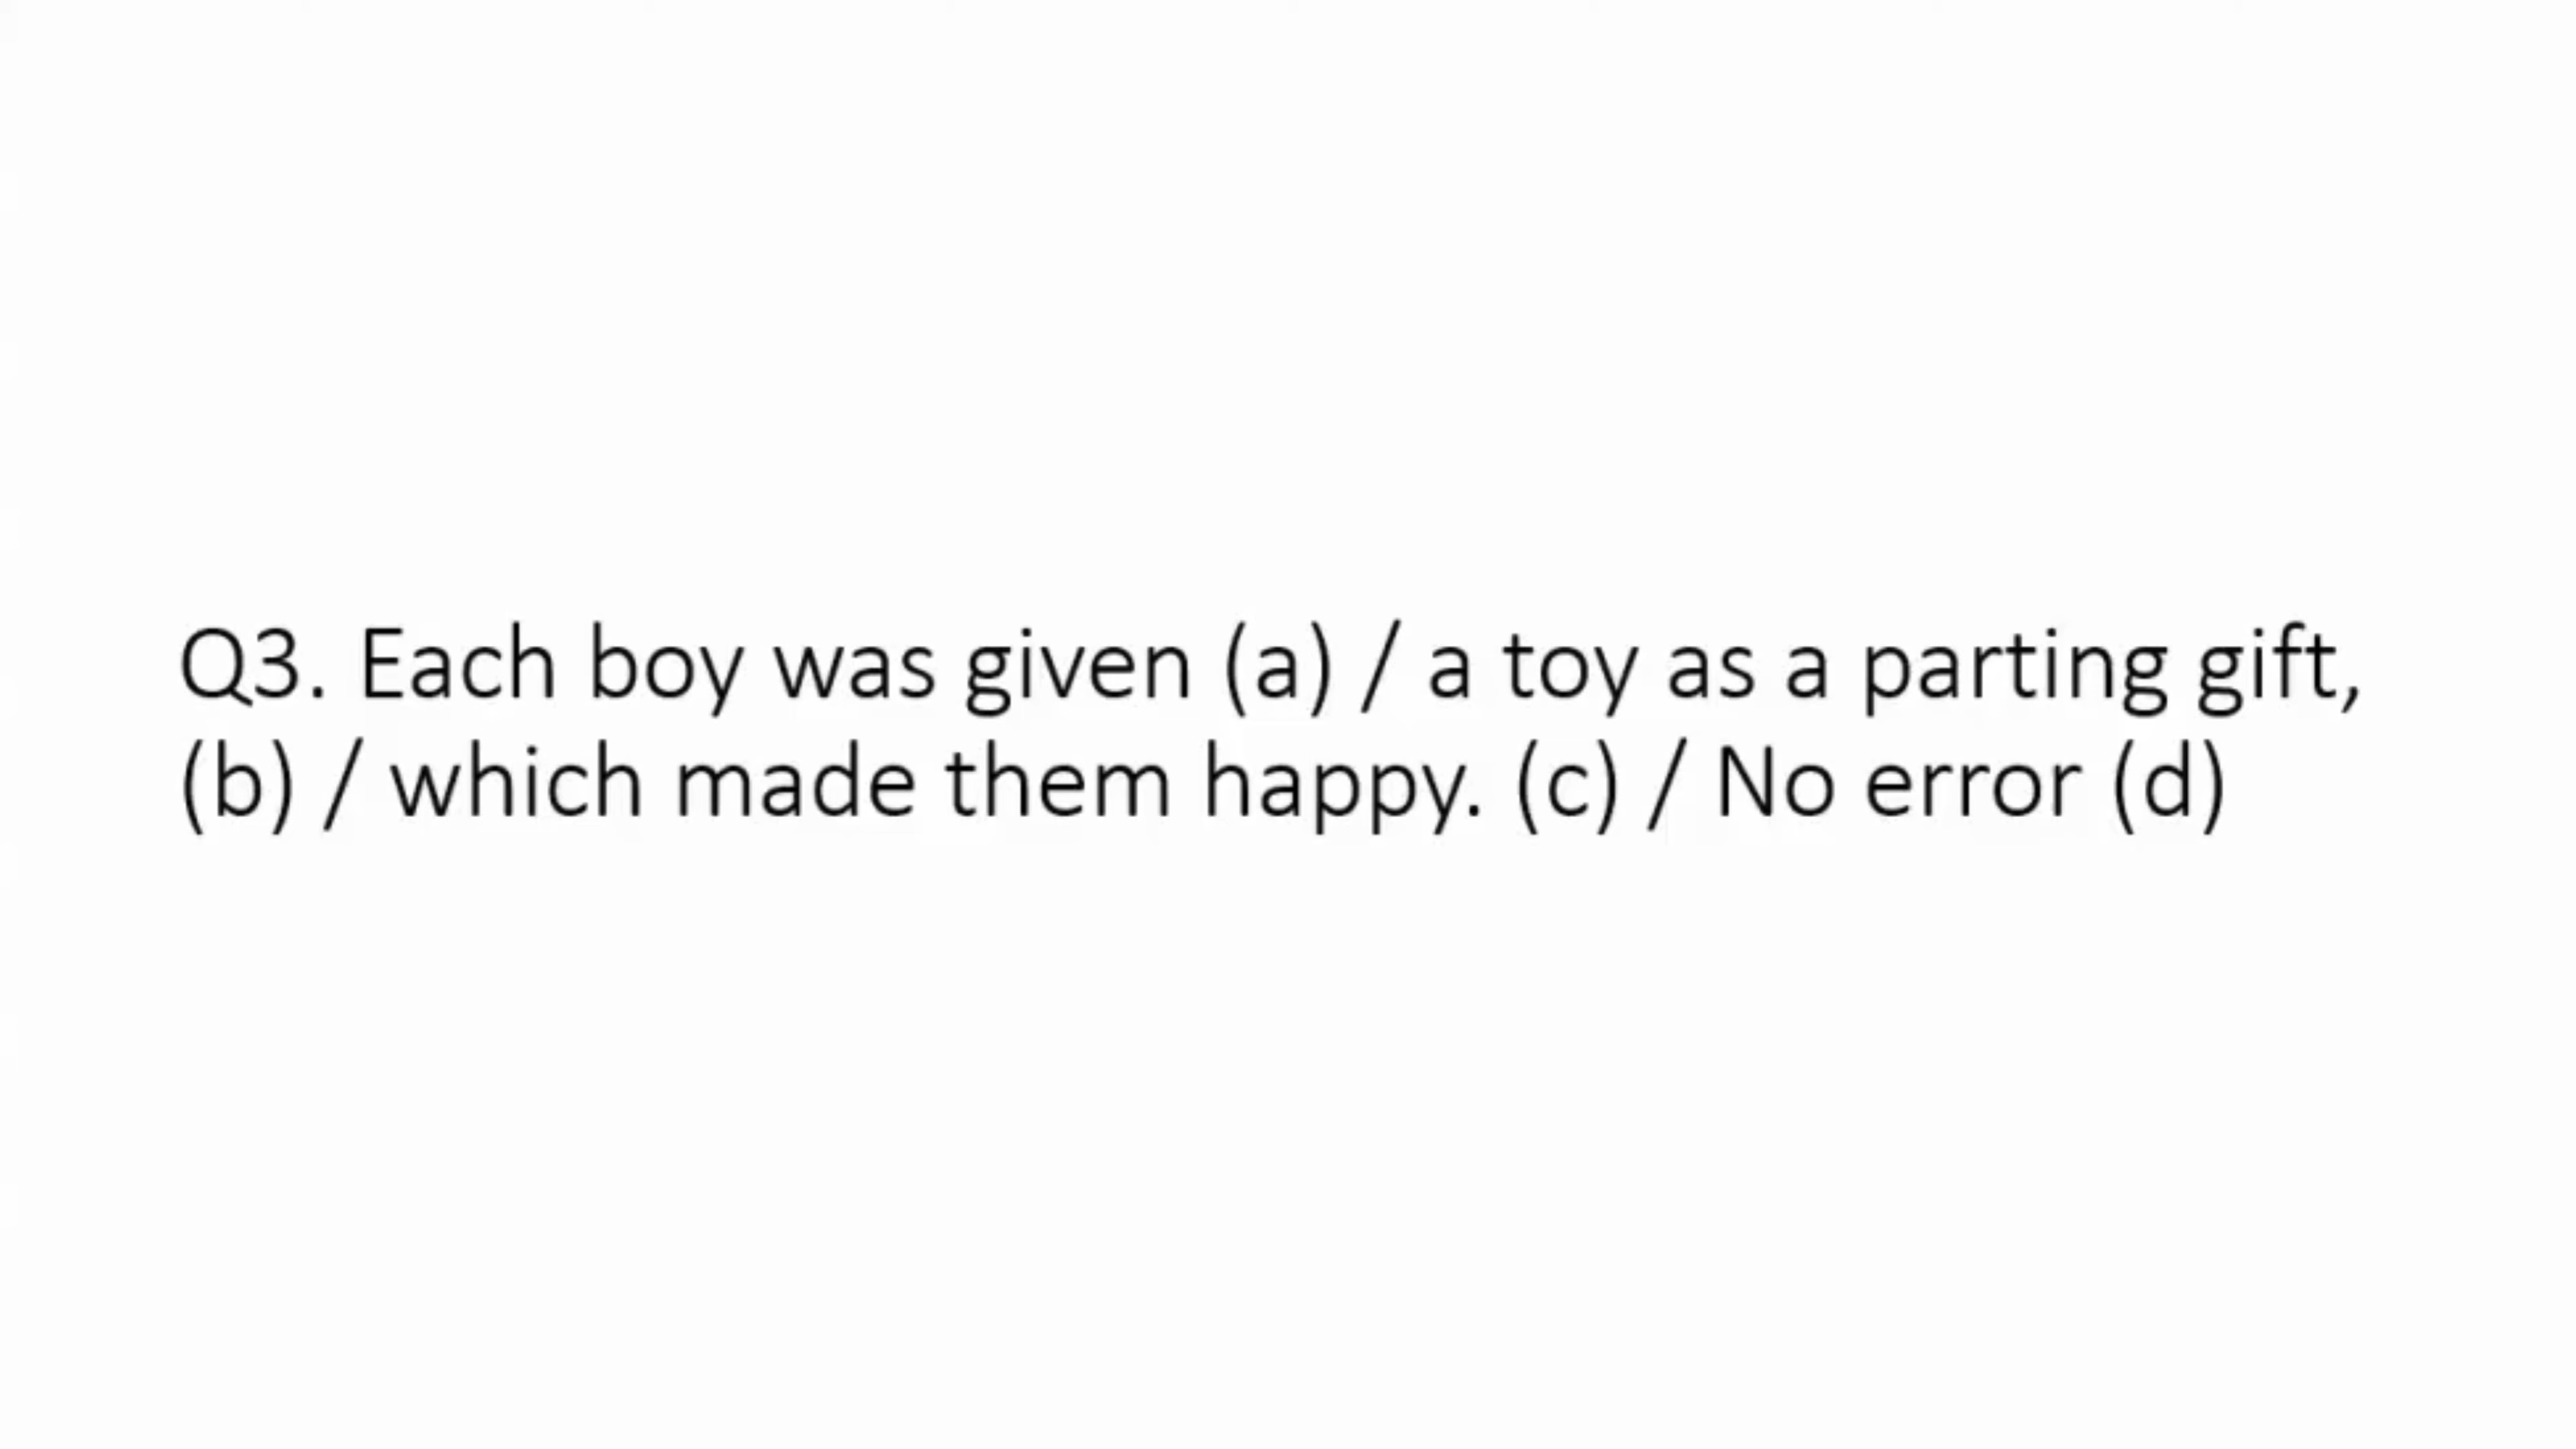 Q3. Each boy was given (a) / a toy as a parting gift,
(b) / which made them happy. (c) / No error (d)